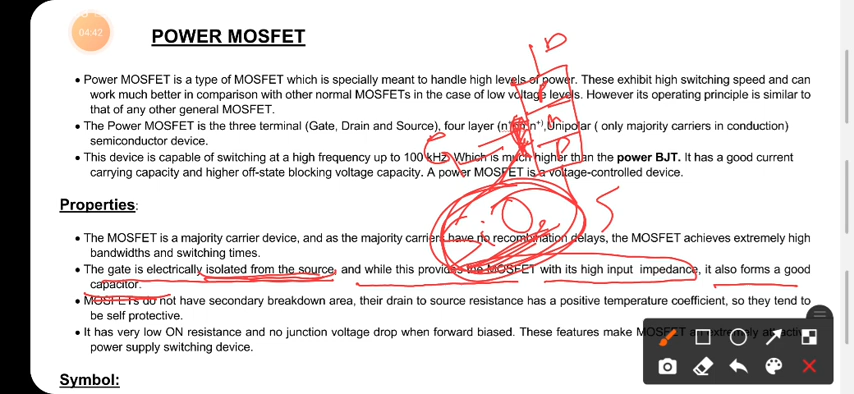 04:42
POWER MOSFET
• Power MOSFET is a type of MOSFET which is specially meant to handle high levels of power. These exhibit high switching speed and can
work much better in comparison with other normal MOSFETs in the case of low voltage levels. However its operating principle is similar to
that of any other general MOSFET.
• The Power MOSFET is the three terminal (Gate, Drain and Source), four layer Unipolar ( only majority carriers in conduction)
semiconductor device.
• This device is capable of switching at a high frequency up to 100 kHz. Which is much higher than the power BJT. It has a good current
carrying capacity and higher off-state blocking voltage capacity. A power MOSFET is a voltage-controlled device.
Properties:
• The MOSFET is a majority carrier device, and as the majority carriers have no recombination delays, the MOSFET achieves extremely high
bandwidths and switching times.
• The gate is electrically isolated from the source, and while this provides the MOSFET with its high input impedance, it also forms a good
capacitor.
• MOSFETs do not have secondary breakdown area, their drain to source resistance has a positive temperature coefficient, so they tend to
be self protective.
• It has very low ON resistance and no junction voltage drop when forward biased. These features make MOSFET an extremely attractive
power supply switching device.
Symbol:
D
P
n
P
G
S
SiO2